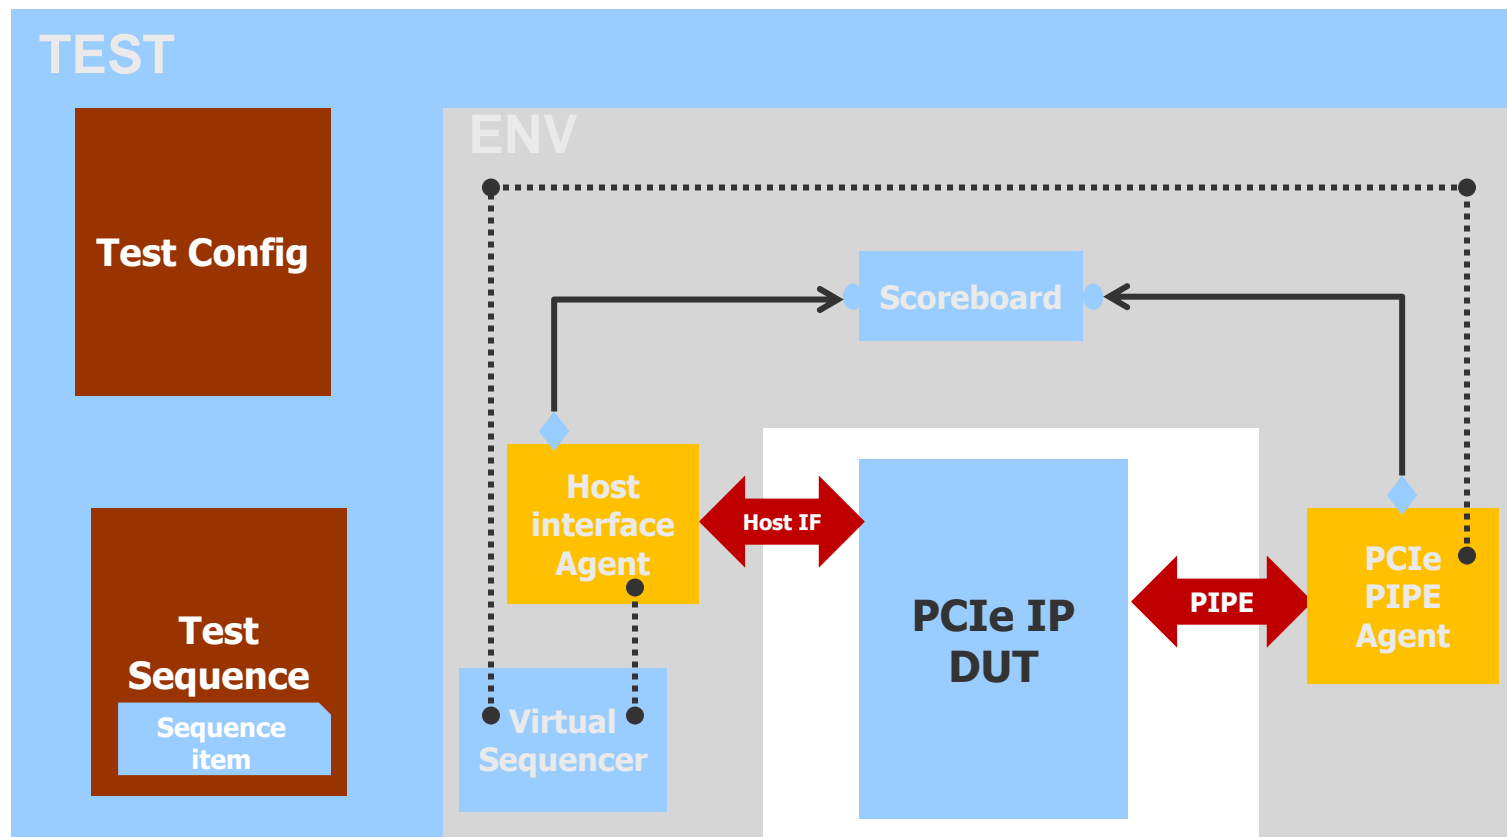 TEST
ENV
Test Config
Scoreboard
Host
interface
Agent
Host IF
PCIe IP
DUT
PIPE
PCIe
PIPE
Agent
Test
Sequence
Sequence
item
Virtual
Sequencer